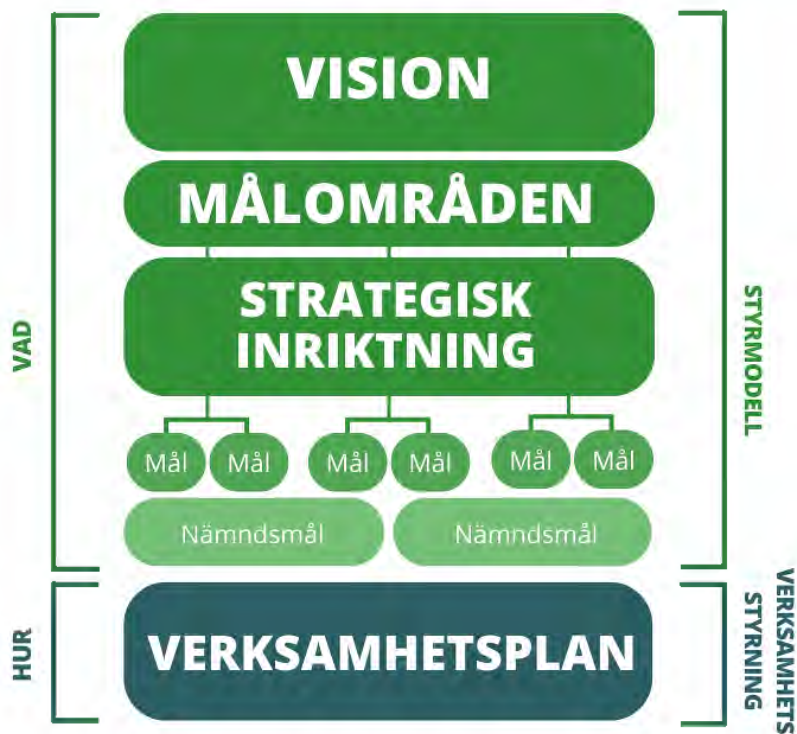 VISION
MÅLOMRÅDEN
STRATEGISK
INRIKTNING
Mål
Mål
Mål
Mål
Mål
Mål
Nämndsmål
Nämndsmål
VERKSAMHETSPLAN
VAD
HUR
STYRMODELL
VERKSAMHETS
STYRNING